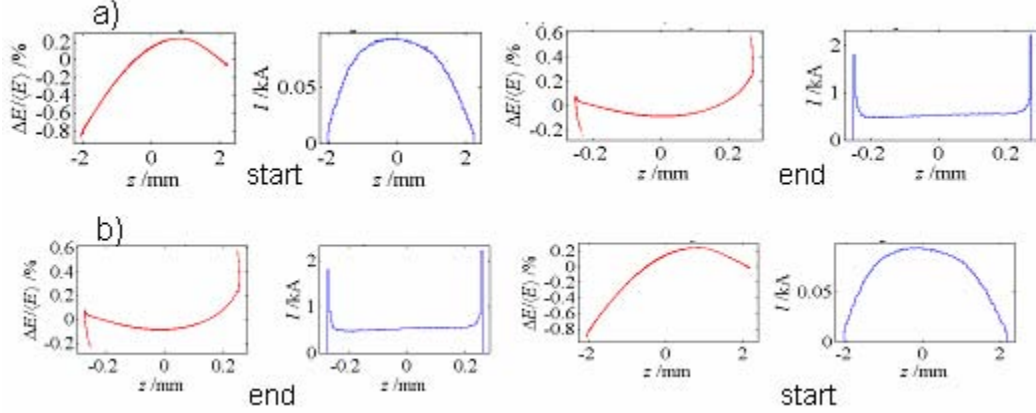 a)
ΔE/⟨E⟩ /%
0.2
0
-0.2
-0.4
-0.6
-0.8
-2 0 2
z /mm
I /kA
0.05
0
-2 0 2
z /mm
start
ΔE/⟨E⟩ /%
0.6
0.4
0.2
0
-0.2
-0.2 0 0.2
z /mm
I /kA
2
1
0
-0.2 0 0.2
z /mm
end
b)
ΔE/⟨E⟩ /%
0.6
0.4
0.2
0
-0.2
-0.2 0 0.2
z /mm
I /kA
2
1
0
-0.2 0 0.2
z /mm
end
ΔE/⟨E⟩ /%
0.2
0
-0.2
-0.4
-0.6
-0.8
-2 0 2
z /mm
I /kA
0.05
0
-2 0 2
z /mm
start